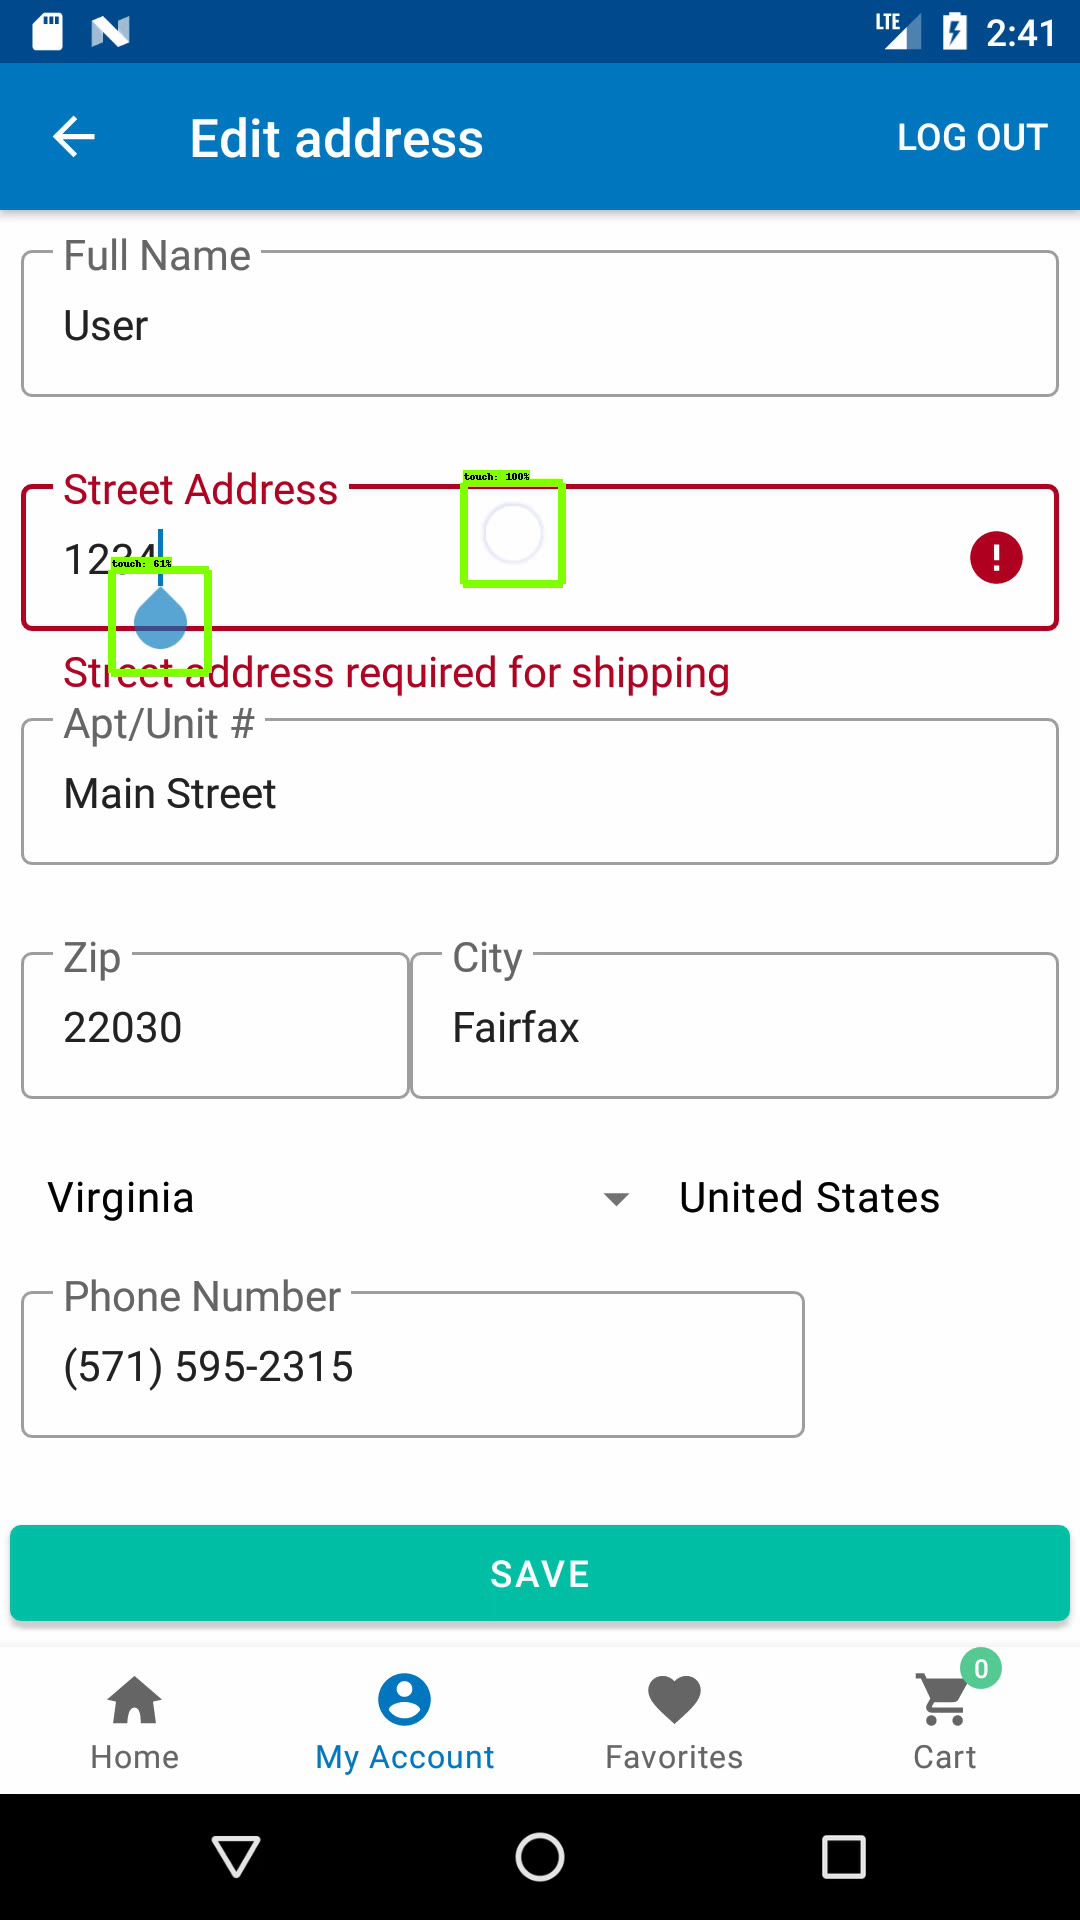 LTE 2:41
Edit address LOG OUT
Full Name
User
Street Address
touch: 100%
1234
touch: 61%
Street address required for shipping
Apt/Unit #
Main Street
Zip City
22030 Fairfax
Virginia United States
Phone Number
(571) 595-2315
SAVE
0
Home My Account Favorites Cart